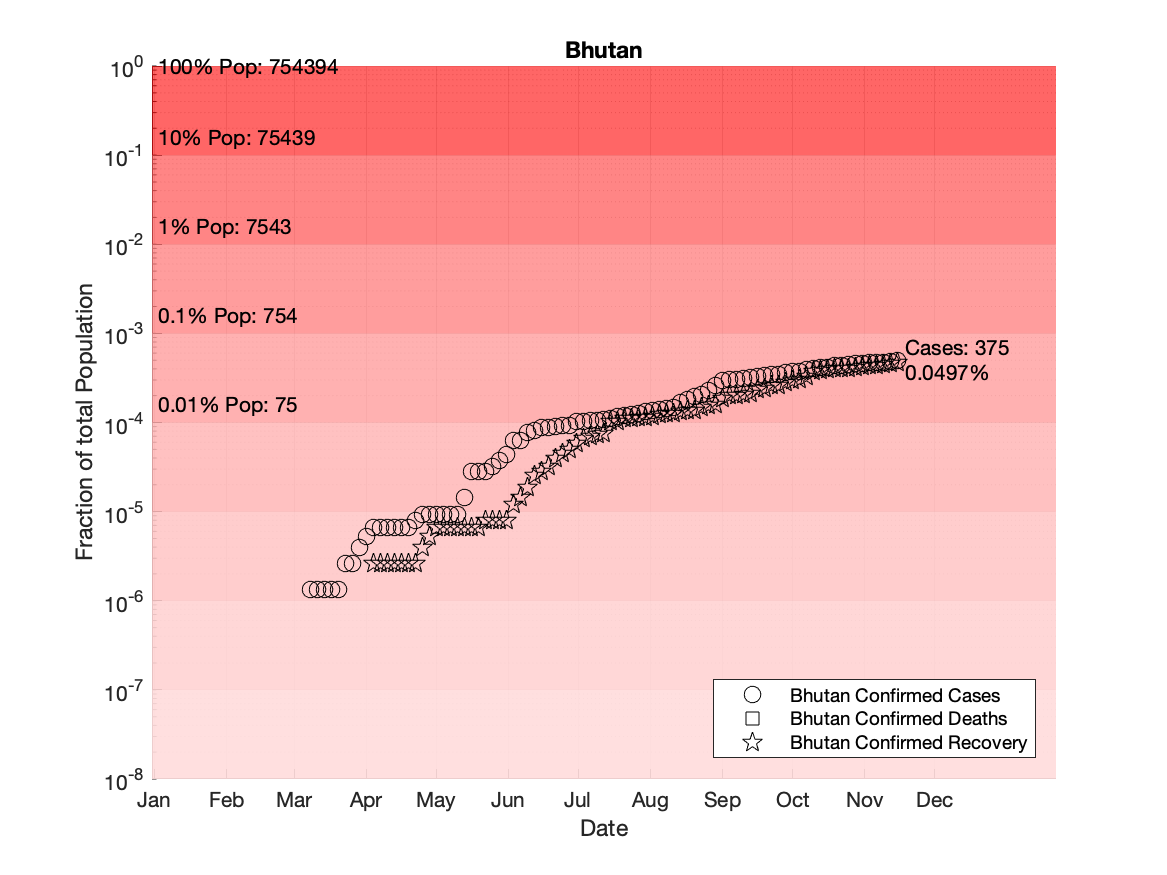 Bhutan
10^0
100% Pop: 754394
10% Pop: 75439
10^-1
1% Pop: 7543
10^-2
0.1% Pop: 754
10^-3
Cases: 375
0.0497%
0.01% Pop: 75
10^-4
10^-5
10^-6
10^-7
10^-8
Fraction of total Population
Bhutan Confirmed Cases
Bhutan Confirmed Deaths
Bhutan Confirmed Recovery
Jan Feb Mar Apr May Jun Jul Aug Sep Oct Nov Dec
Date